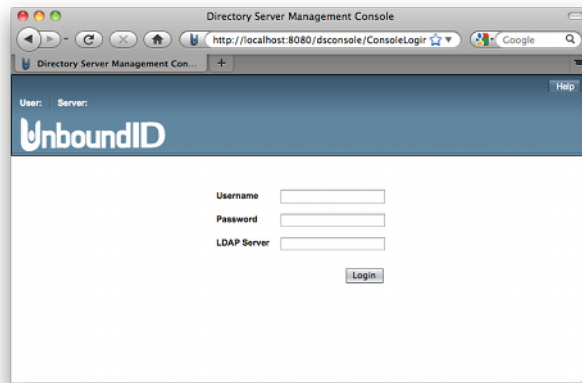 Directory Server Management Console
http://localhost:8080/dsconsole/ConsoleLogin
Google
Directory Server Management Con...
+
Help
User: Server:
UnboundID
Username
Password
LDAP Server
Login